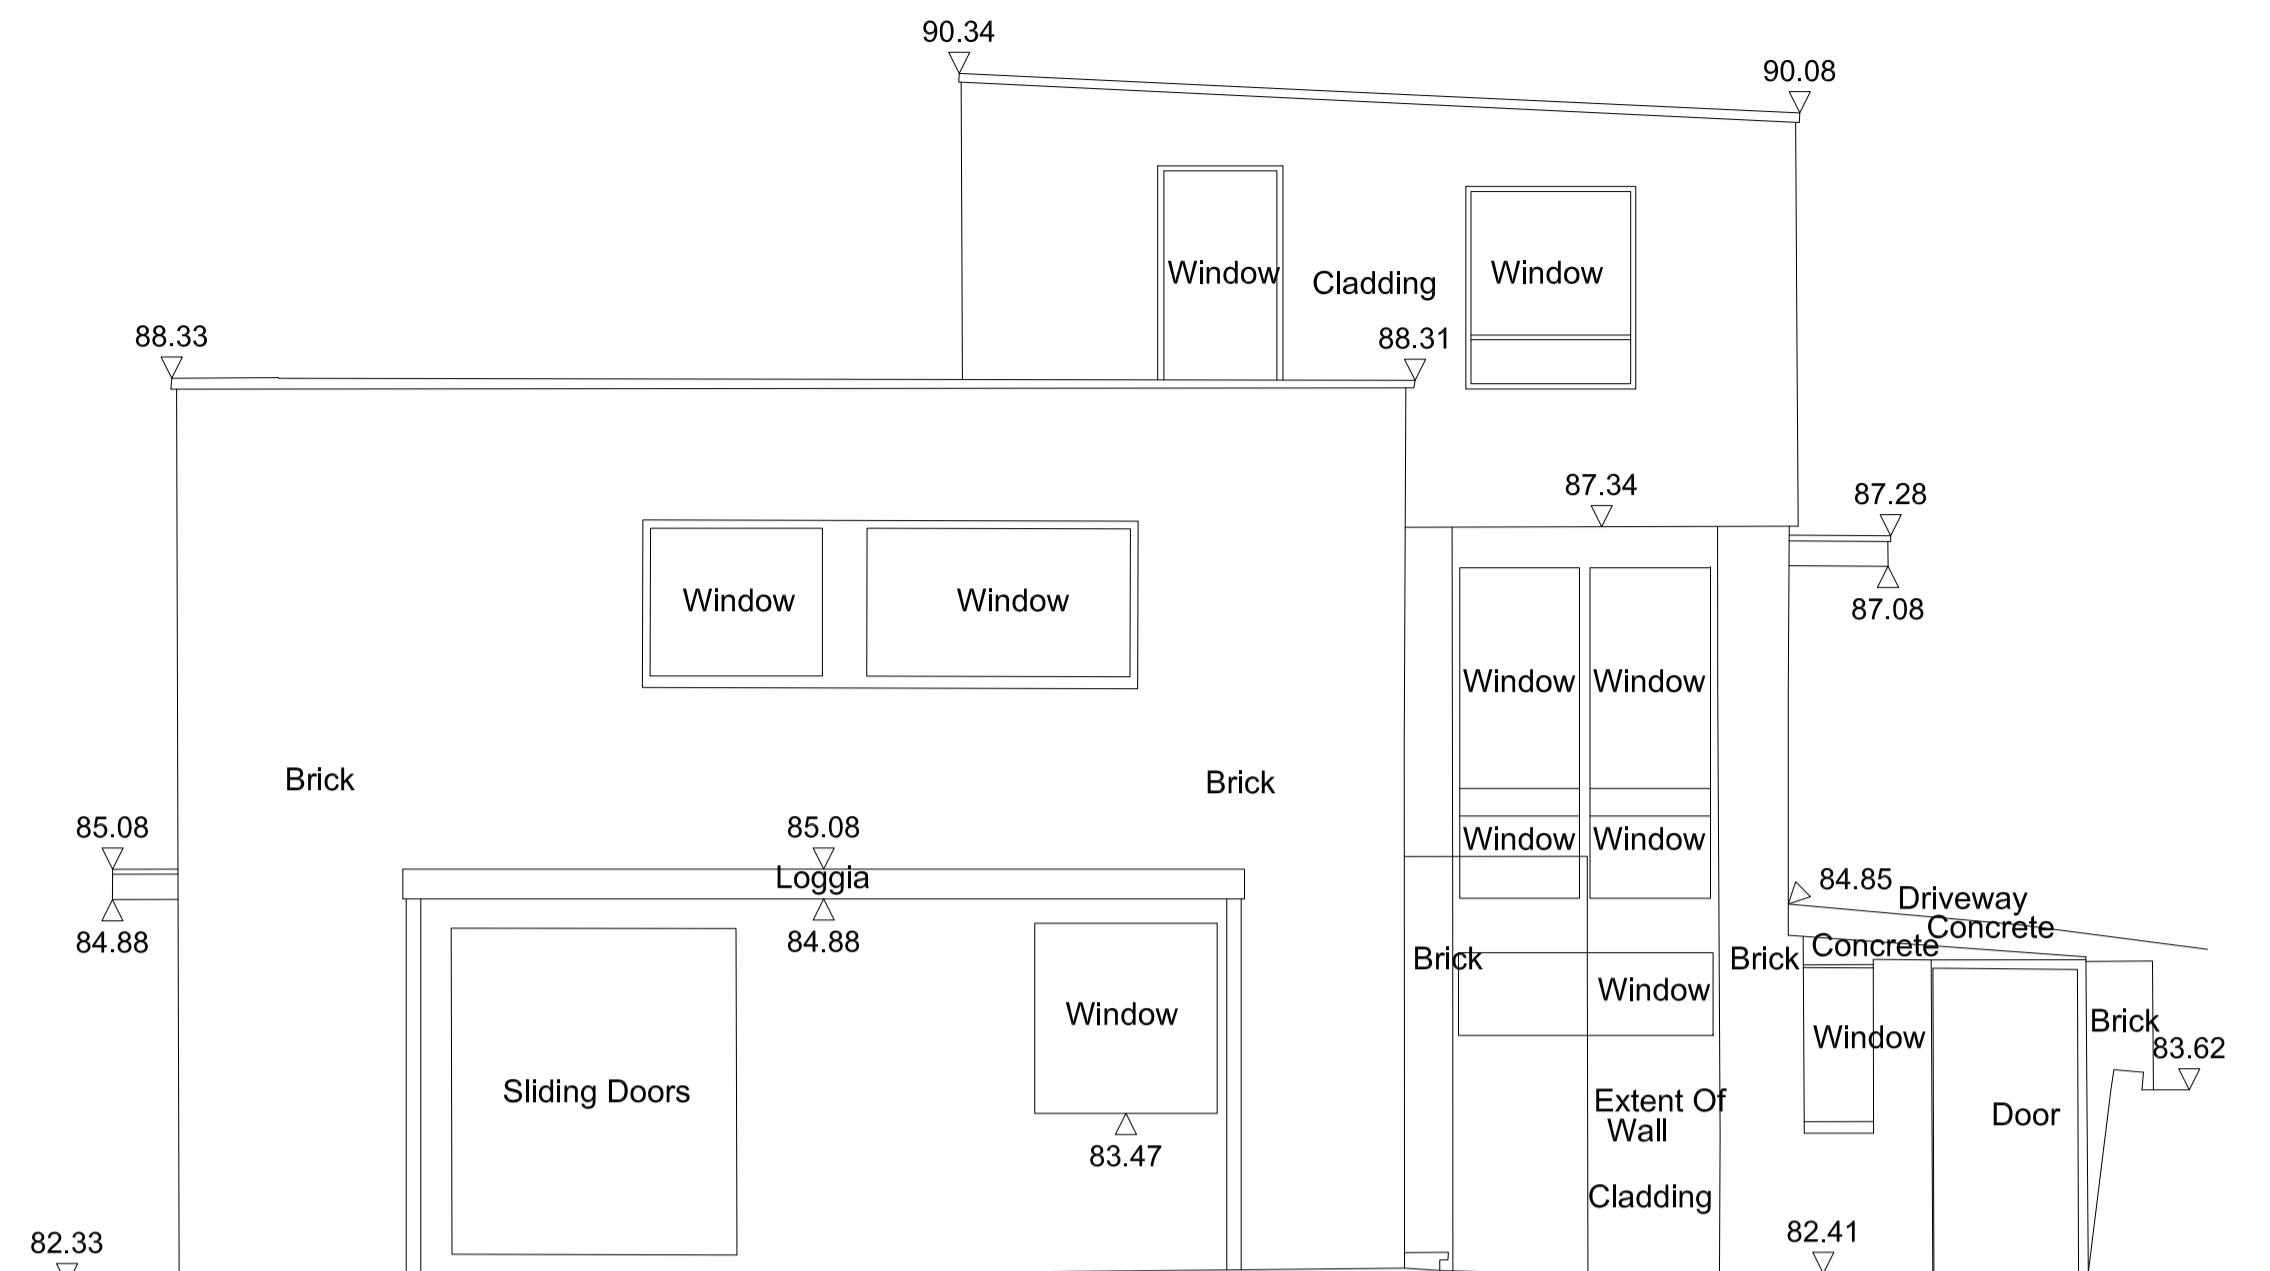 90.34
90.08
Window
Cladding
Window
88.33
88.31
87.34
87.28
Window
Window
87.08
Window
Window
Brick
Brick
85.08
85.08
Window
Window
Loggia
84.85
Driveway
Concrete
84.88
84.88
Brick
Brick
Concrete
Window
Window
Window
Brick
83.62
Sliding Doors
Extent Of
Wall
Door
83.47
Cladding
82.33
82.41